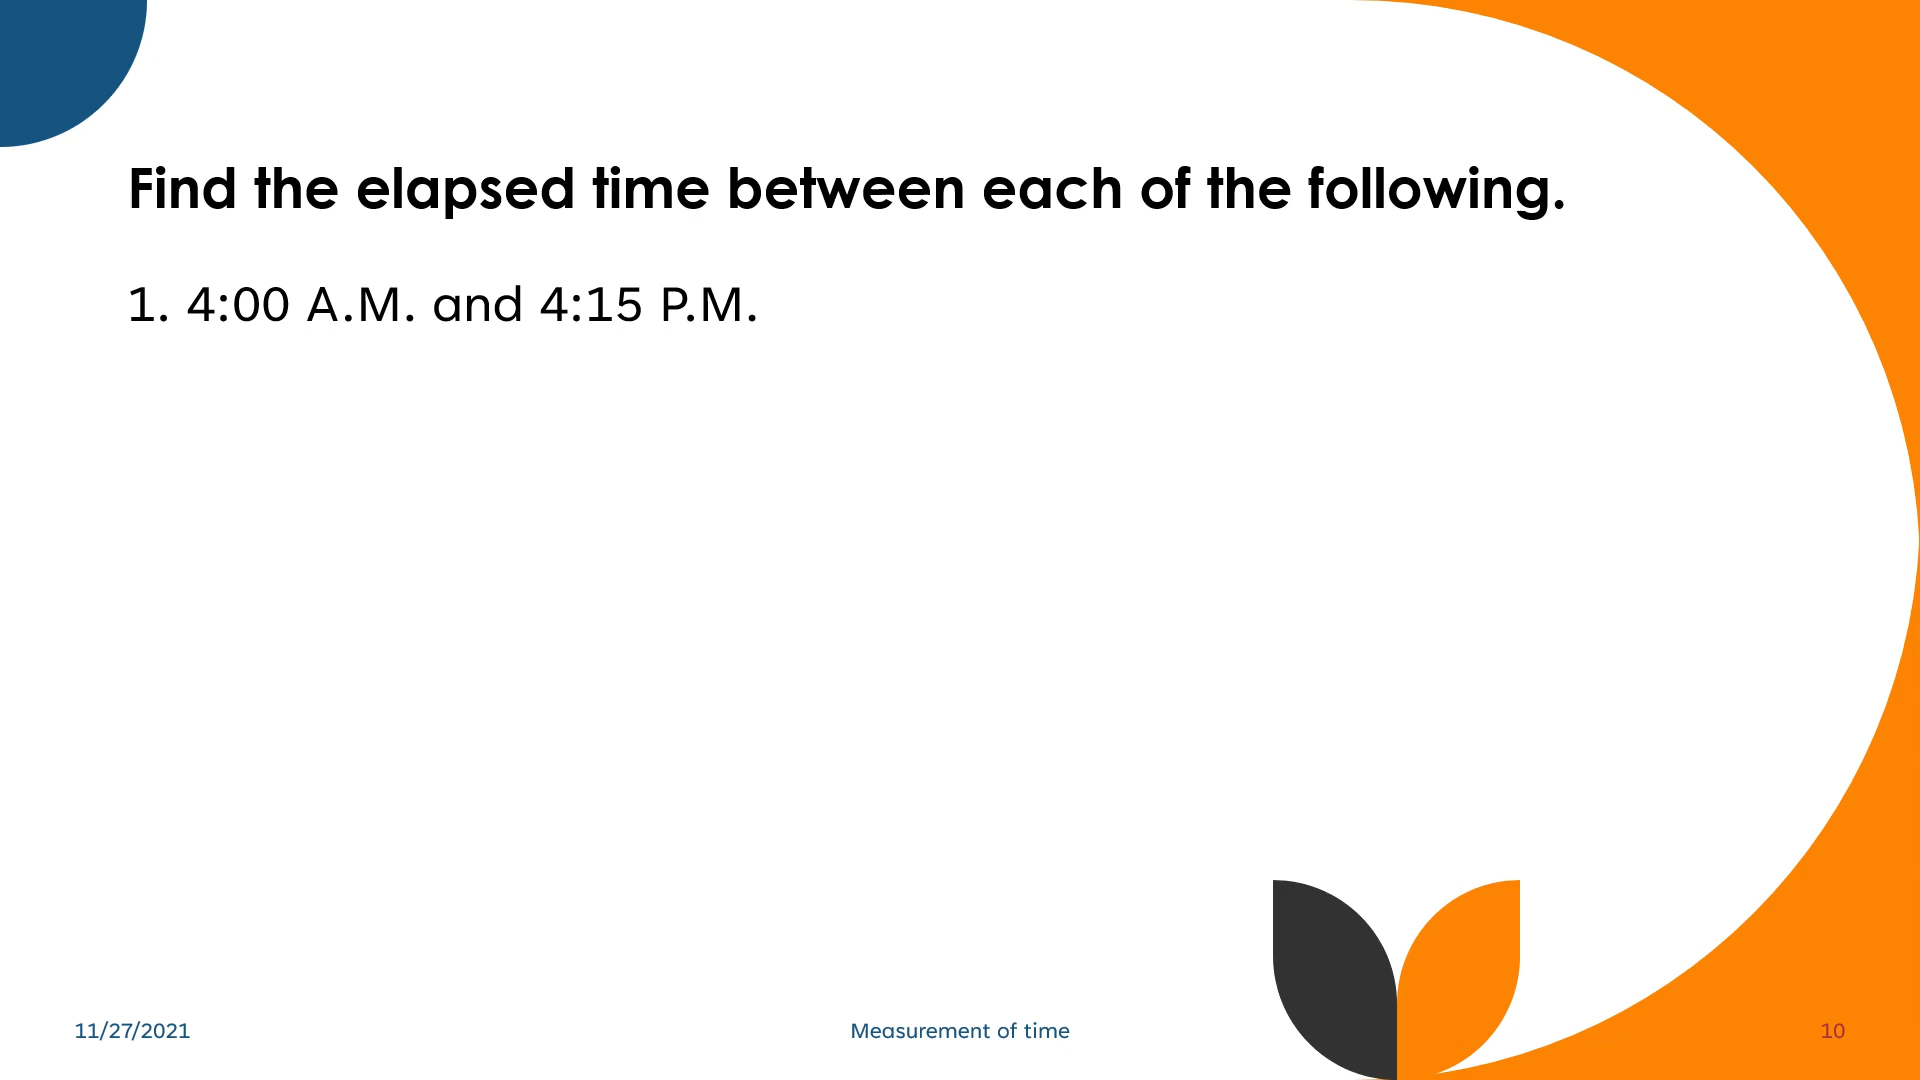 Find the elapsed time between each of the following.
1. 4:00 A.M. and 4:15 P.M.
11/27/2021
Measurement of time
10